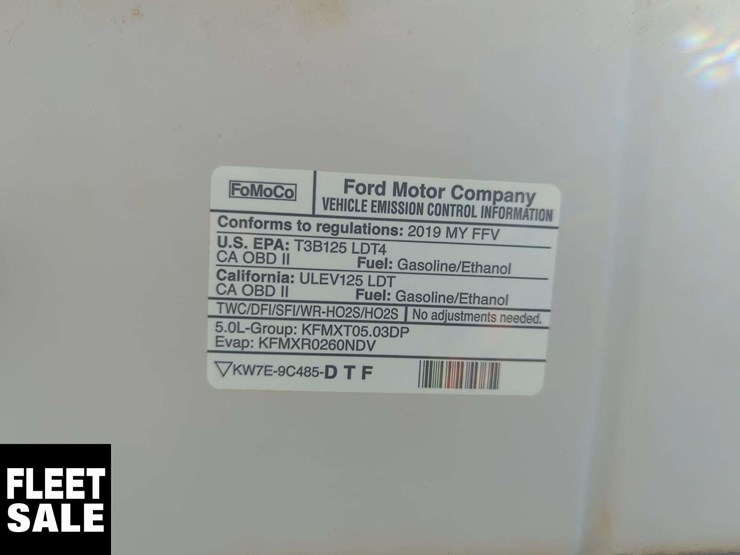 FoMoCo
Ford Motor Company
VEHICLE EMISSION CONTROL INFORMATION
Conforms to regulations: 2019 MY FFV
U.S. EPA: T3B125 LDT4
CA OBD II Fuel: Gasoline/Ethanol
California: ULEV125 LDT
CA OBD II Fuel: Gasoline/Ethanol
TWC/DFI/SFI/WR-HO2S/HO2S No adjustments needed.
5.0L-Group: KFMXT05.03DP
Evap: KFMXR0260NDV
▽KW7E-9C485-D T F
FLEET
SALE